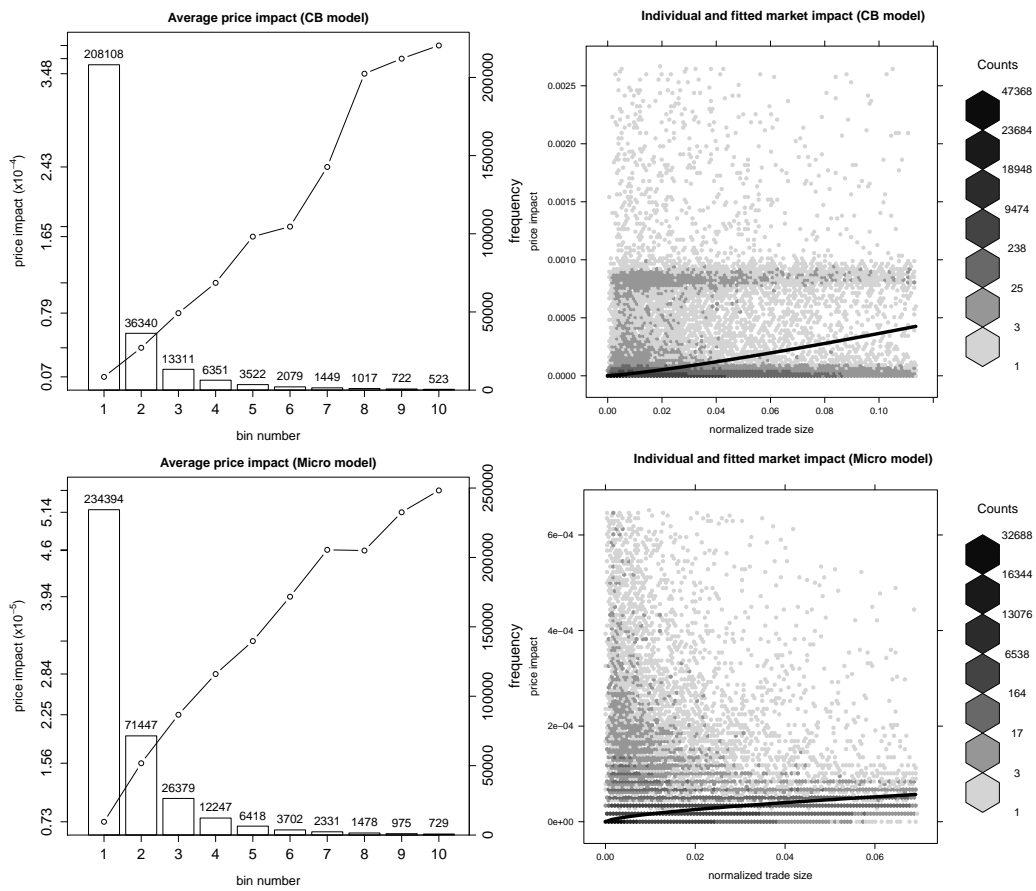 Average price impact (CB model)
price impact (x10−4)
3.48
2.43
1.65
0.79
0.07
208108
36340
13311
6351
3522
2079
1449
1017
722
523
200000
150000
100000
50000
0
frequency
1 2 3 4 5 6 7 8 9 10
bin number
Individual and fitted market impact (CB model)
price impact
0.0025
0.0020
0.0015
0.0010
0.0005
0.0000
0.00 0.02 0.04 0.06 0.08 0.10
normalized trade size
Counts
47368
23684
18948
9474
238
25
3
1
Average price impact (Micro model)
price impact (x10−5)
5.14
4.6
3.94
2.84
2.25
1.56
0.73
234394
71447
26379
12247
6418
3702
2331
1478
975
729
250000
200000
150000
100000
50000
0
frequency
1 2 3 4 5 6 7 8 9 10
bin number
Individual and fitted market impact (Micro model)
price impact
6e−04
4e−04
2e−04
0e+00
0.00 0.02 0.04 0.06
normalized trade size
Counts
32688
16344
13076
6538
164
17
3
1